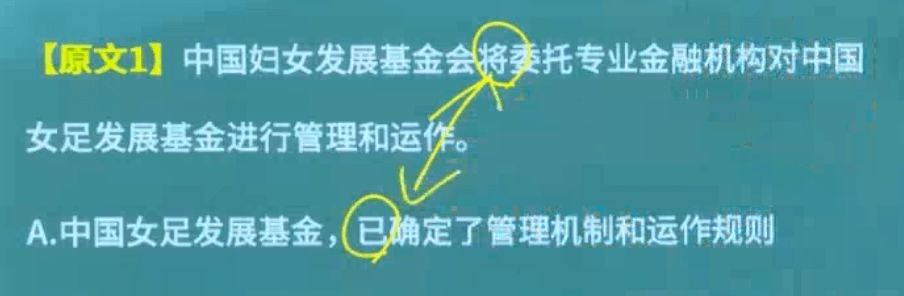 【原文1】中国妇女发展基金会将委托专业金融机构对中国
女足发展基金进行管理和运作。
A.中国女足发展基金，已确定了管理机制和运作规则